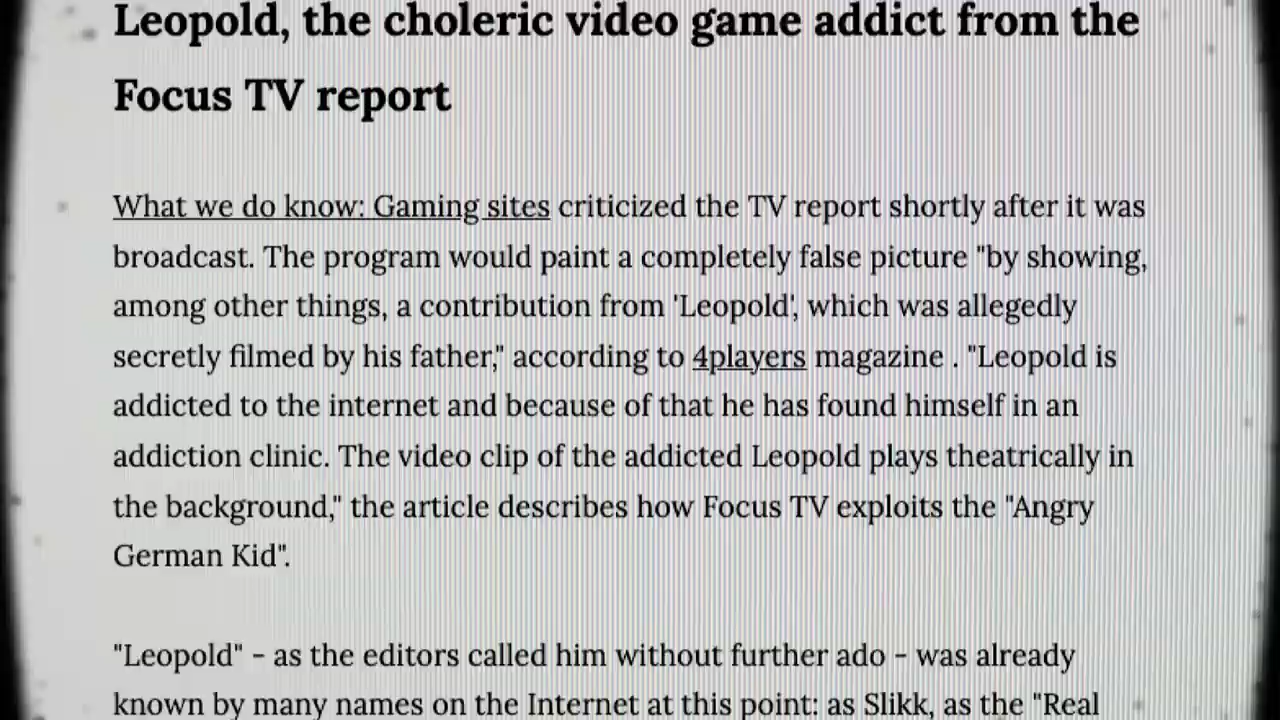 Leopold, the choleric video game addict from the
Focus TV report
What we do know: Gaming sites criticized the TV report shortly after it was
broadcast. The program would paint a completely false picture "by showing,
among other things, a contribution from 'Leopold', which was allegedly
secretly filmed by his father," according to 4players magazine . "Leopold is
addicted to the internet and because of that he has found himself in an
addiction clinic. The video clip of the addicted Leopold plays theatrically in
the background," the article describes how Focus TV exploits the "Angry
German Kid".
"Leopold" - as the editors called him without further ado - was already
known by many names on the Internet at this point: as Slikk, as the "Real